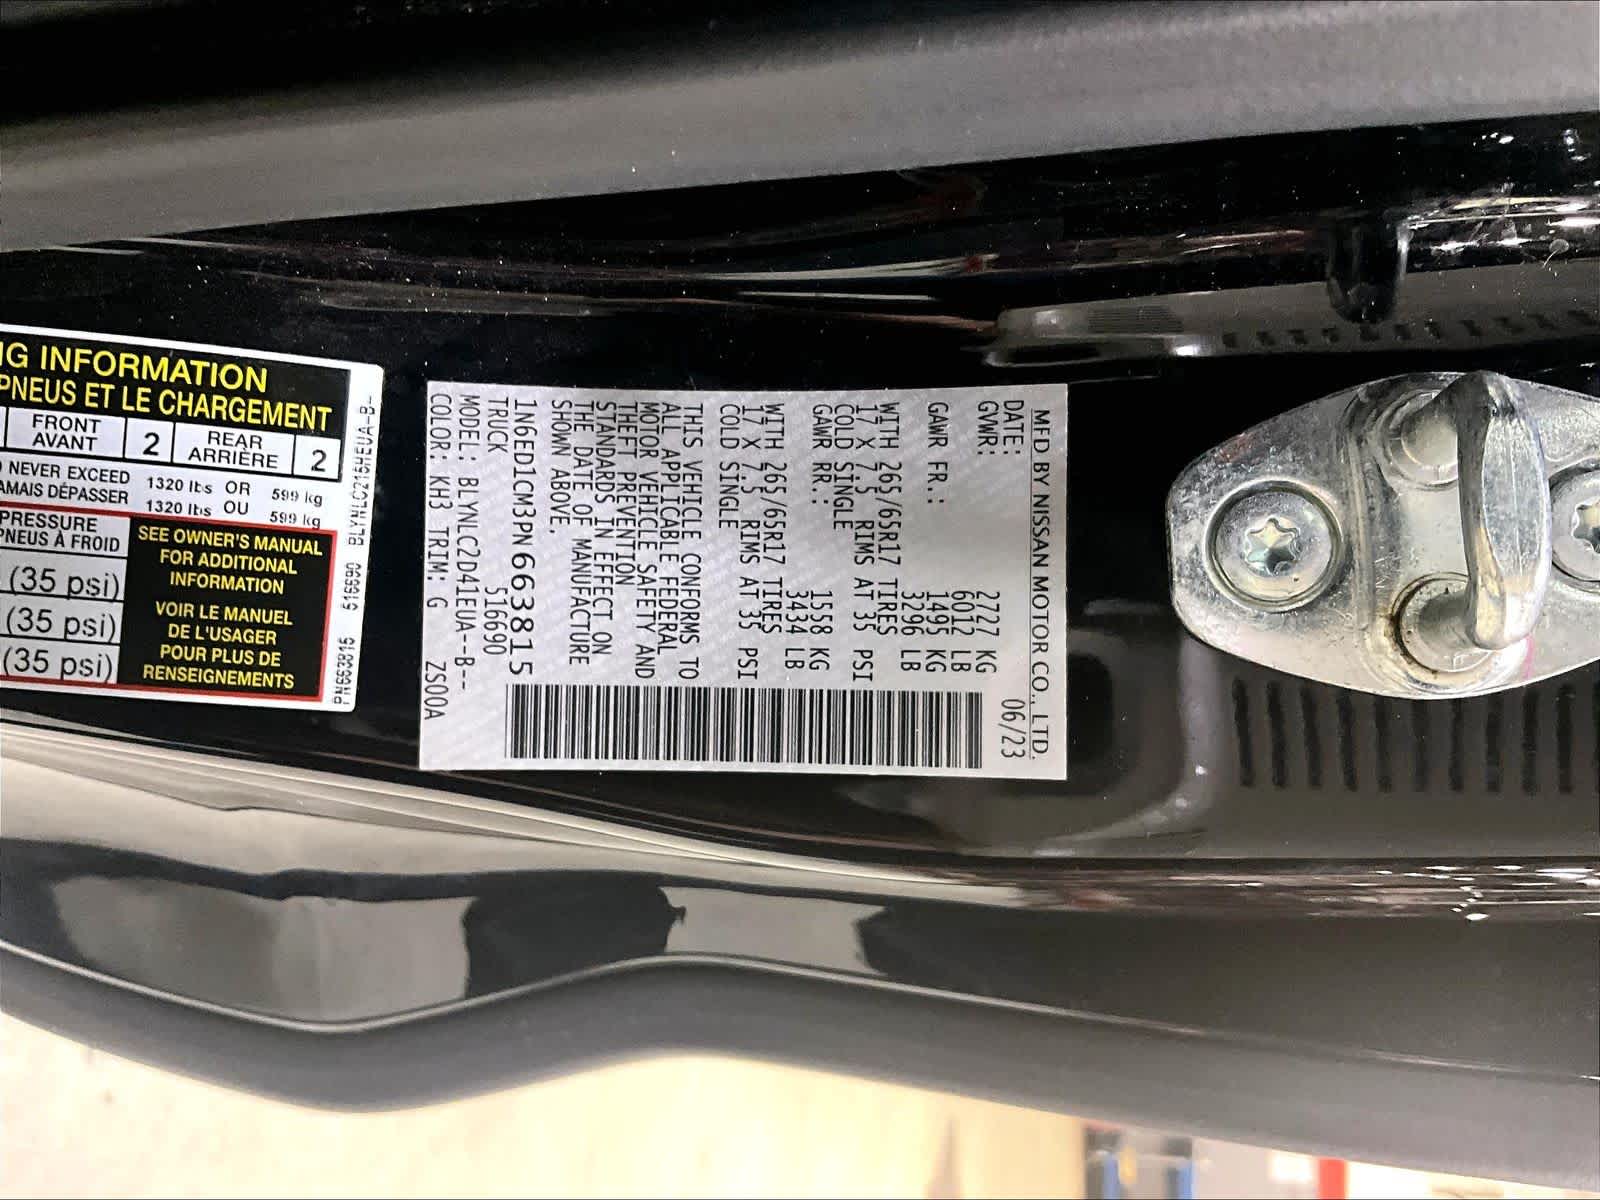 NG INFORMATION
PNEUS ET LE CHARGEMENT
FRONT
AVANT
2
REAR
ARRIÈRE
2
NEVER EXCEED 1320 lbs OR 599 kg
JAMAIS DÉPASSER 1320 lbs OU 599 kg
PRESSURE
PNEUS À FROID
(35 psi)
(35 psi)
(35 psi)
SEE OWNER'S MANUAL
FOR ADDITIONAL
INFORMATION
VOIR LE MANUEL
DE L'USAGER
POUR PLUS DE
RENSEIGNEMENTS
PN663815 516690
MFD BY NISSAN MOTOR CO., LTD.
DATE: 06/23
GVWR: 2727 KG
6012 LB
GAWR FR.: 1495 KG
3296 LB
WITH 265/65R17 TIRES
17 X 7.5 RIMS AT 35 PSI
COLD SINGLE
GAWR RR.: 1558 KG
3434 LB
WITH 265/65R17 TIRES
17 X 7.5 RIMS AT 35 PSI
COLD SINGLE
THIS VEHICLE CONFORMS TO
ALL APPLICABLE FEDERAL
MOTOR VEHICLE SAFETY AND
THEFT PREVENTION
STANDARDS IN EFFECT ON
THE DATE OF MANUFACTURE
SHOWN ABOVE.
1N6ED1CM3PN663815
TRUCK 516690
MODEL: BLYNLC2D41EUA--B--
COLOR: KH3 TRIM: G ZS00A